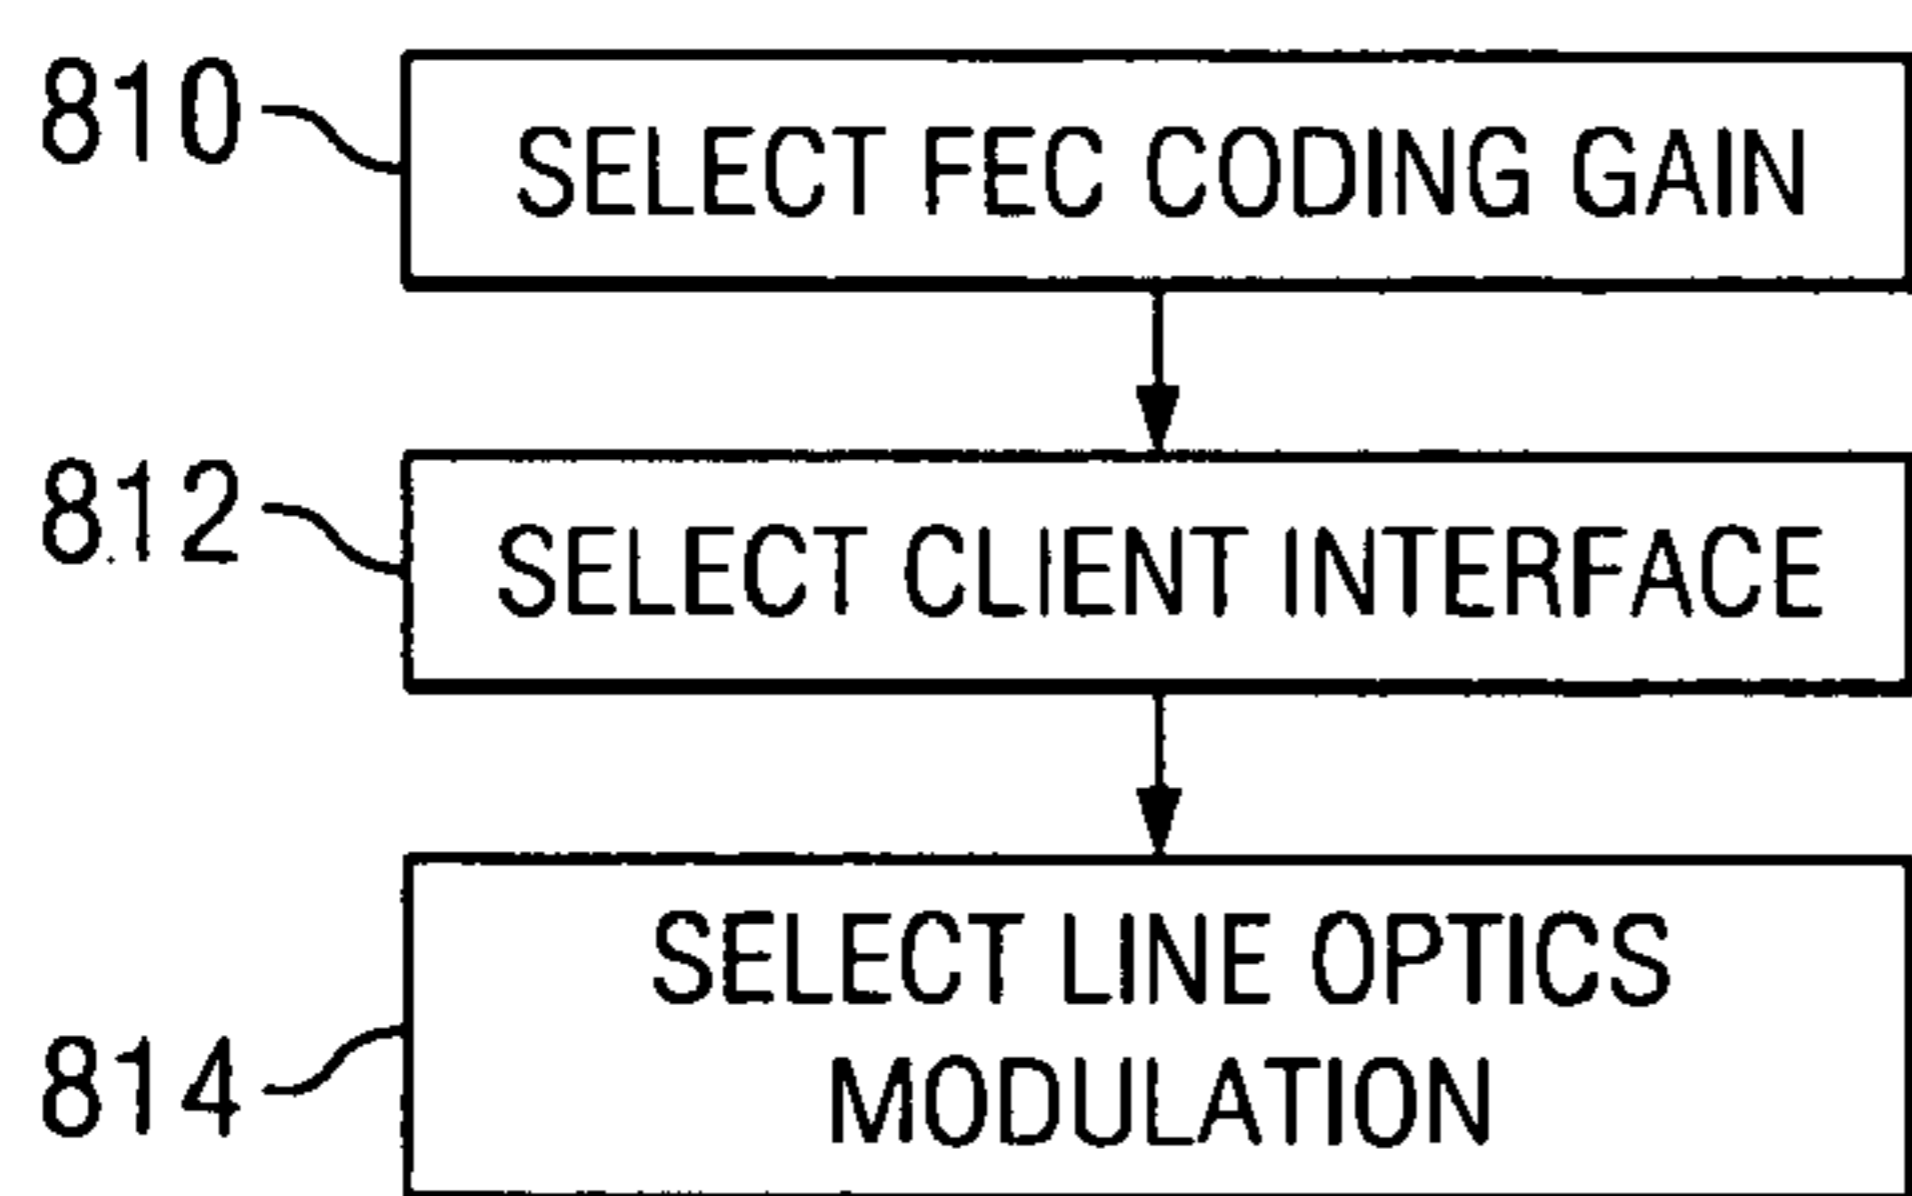 810
SELECT FEC CODING GAIN
812
SELECT CLIENT INTERFACE
814
SELECT LINE OPTICS
MODULATION